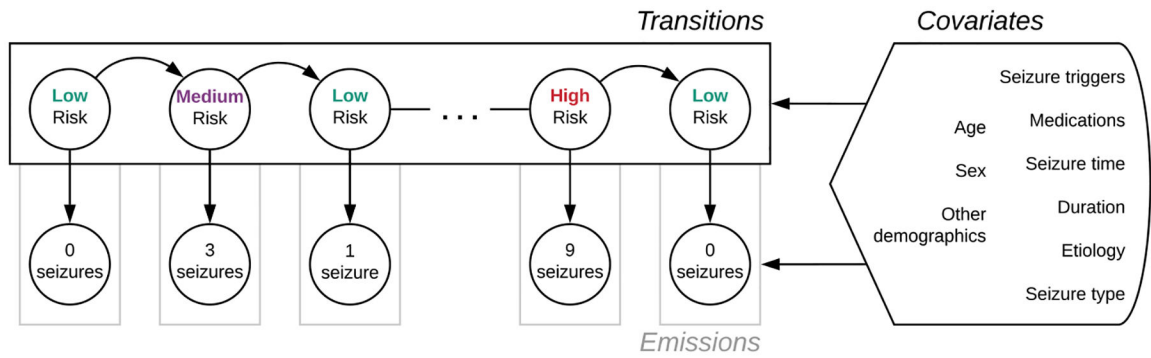 Transitions
Covariates
Low
Risk
Medium
Risk
Low
Risk
...
High
Risk
Low
Risk
0
seizures
3
seizures
1
seizure
9
seizures
0
seizures
Emissions
Age
Sex
Other
demographics
Seizure triggers
Medications
Seizure time
Duration
Etiology
Seizure type